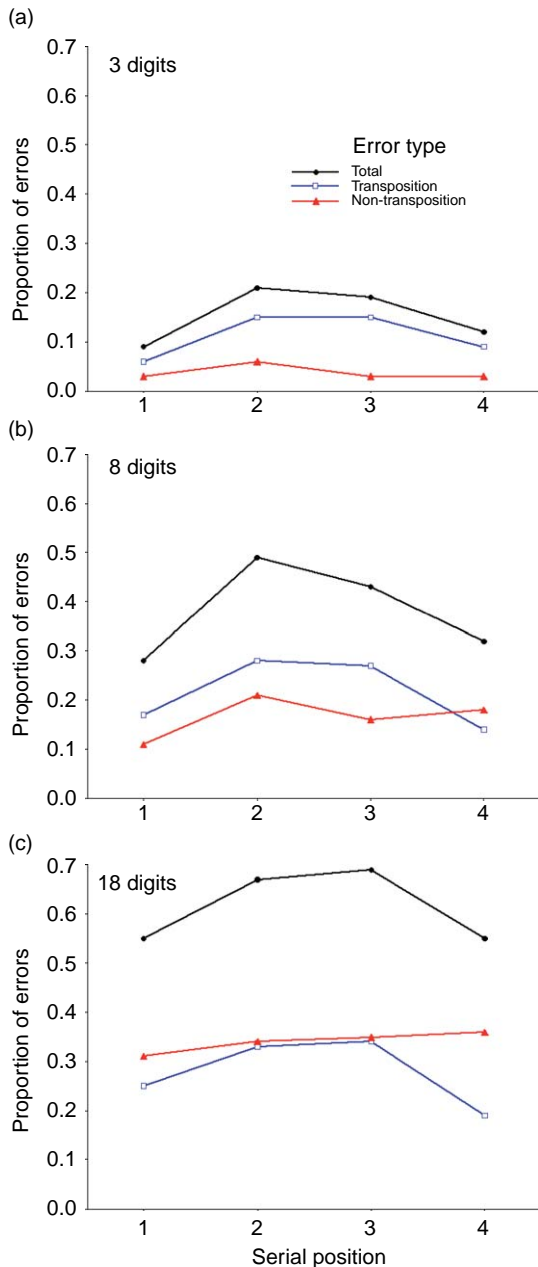 (a)
0.7
3 digits
0.6
0.5
Error type
Total
Transposition
Non-transposition
0.4
0.3
0.2
0.1
0.0
Proportion of errors
1 2 3 4
(b)
0.7
8 digits
0.6
0.5
0.4
0.3
0.2
0.1
0.0
Proportion of errors
1 2 3 4
(c)
0.7
18 digits
0.6
0.5
0.4
0.3
0.2
0.1
0.0
Proportion of errors
1 2 3 4
Serial position